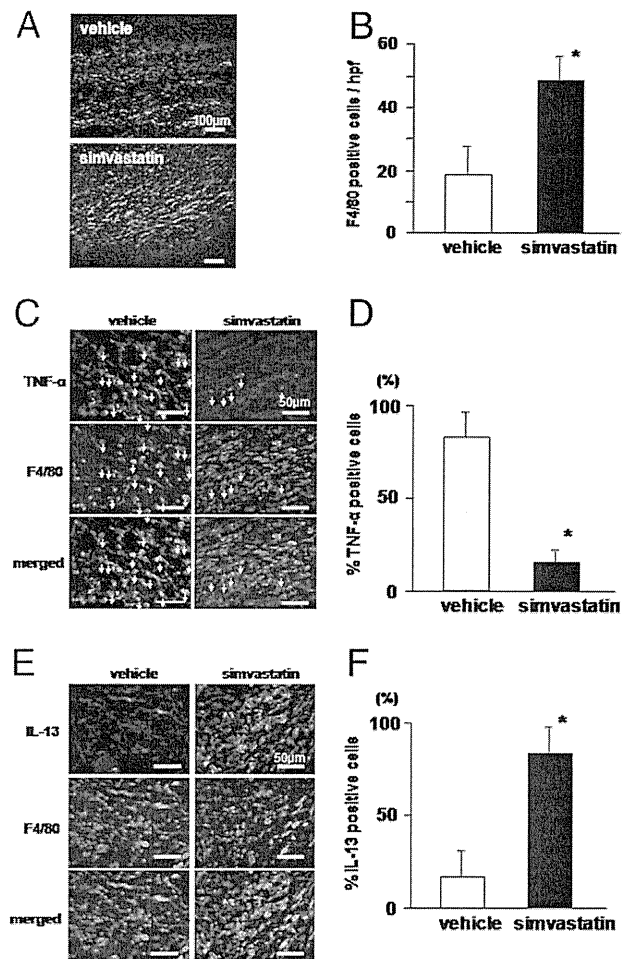 A
vehicle
100μm
simvastatin
B
F4/80 positive cells / hpf
60
40
20
0
*
vehicle simvastatin
C
vehicle simvastatin
TNF-α
50μm
F4/80
merged
D
(%)
% TNF-α positive cells
100
50
0
*
vehicle simvastatin
E
vehicle simvastatin
IL-13
50μm
F4/80
merged
F
(%)
% IL-13 positive cells
100
50
0
*
vehicle simvastatin